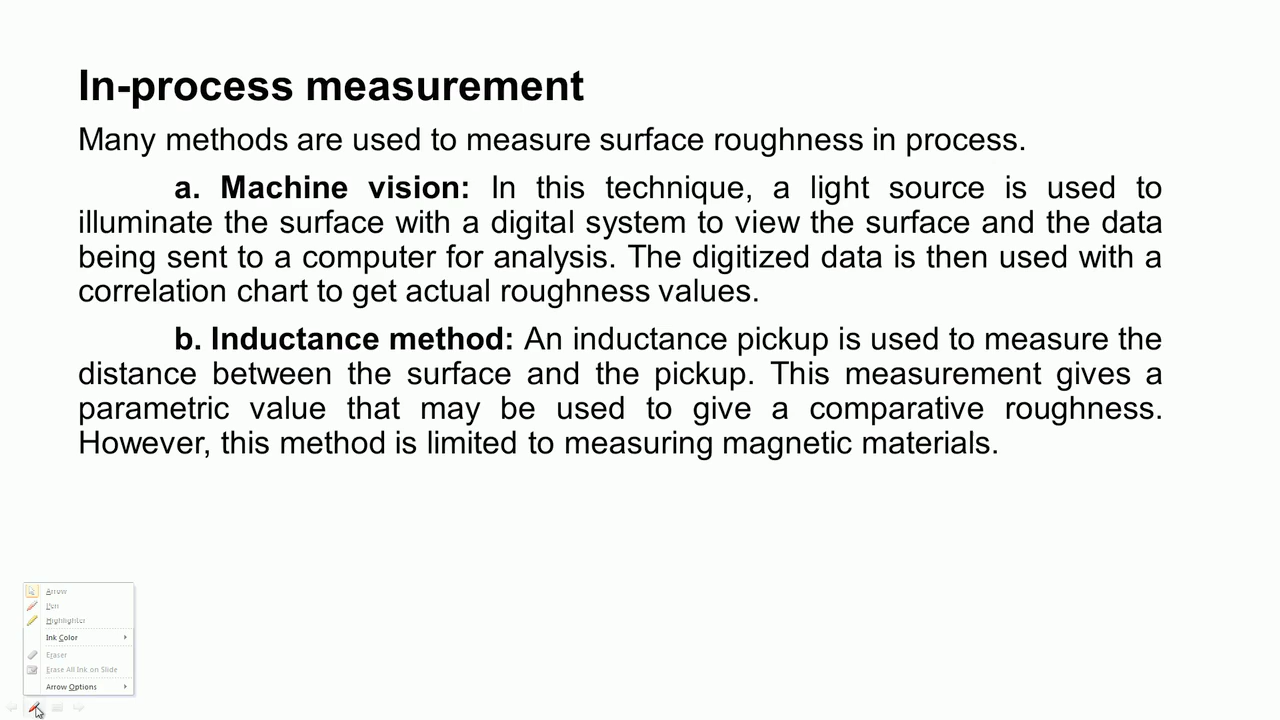 In-process measurement
Many methods are used to measure surface roughness in process.
a. Machine vision: In this technique, a light source is used to
illuminate the surface with a digital system to view the surface and the data
being sent to a computer for analysis. The digitized data is then used with a
correlation chart to get actual roughness values.
b. Inductance method: An inductance pickup is used to measure the
distance between the surface and the pickup. This measurement gives a
parametric value that may be used to give a comparative roughness.
However, this method is limited to measuring magnetic materials.
Arrow
Pen
Highlighter
Ink Color
Eraser
Erase All Ink on Slide
Arrow Options